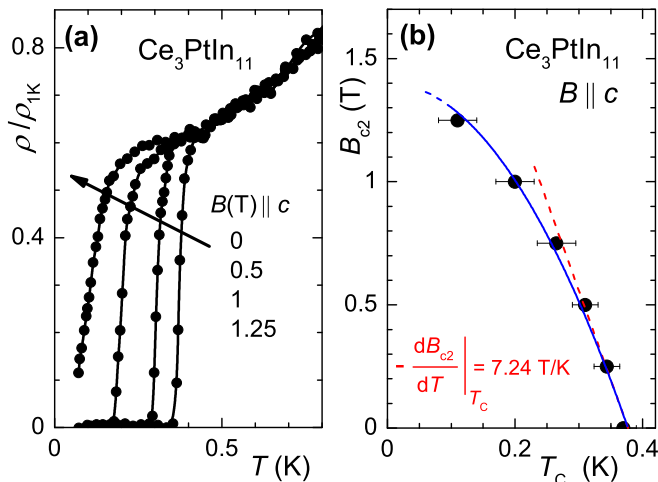 (a)
Ce3PtIn11
ρ/ρ1K
0.8
0.4
0
B(T) || c
0
0.5
1
1.25
0.1
0.5
T (K)
(b)
Ce3PtIn11
B || c
Bc2 (T)
1.5
1
0.5
0
- dBc2/dT |TC = 7.24 T/K
0
0.2
0.4
TC (K)